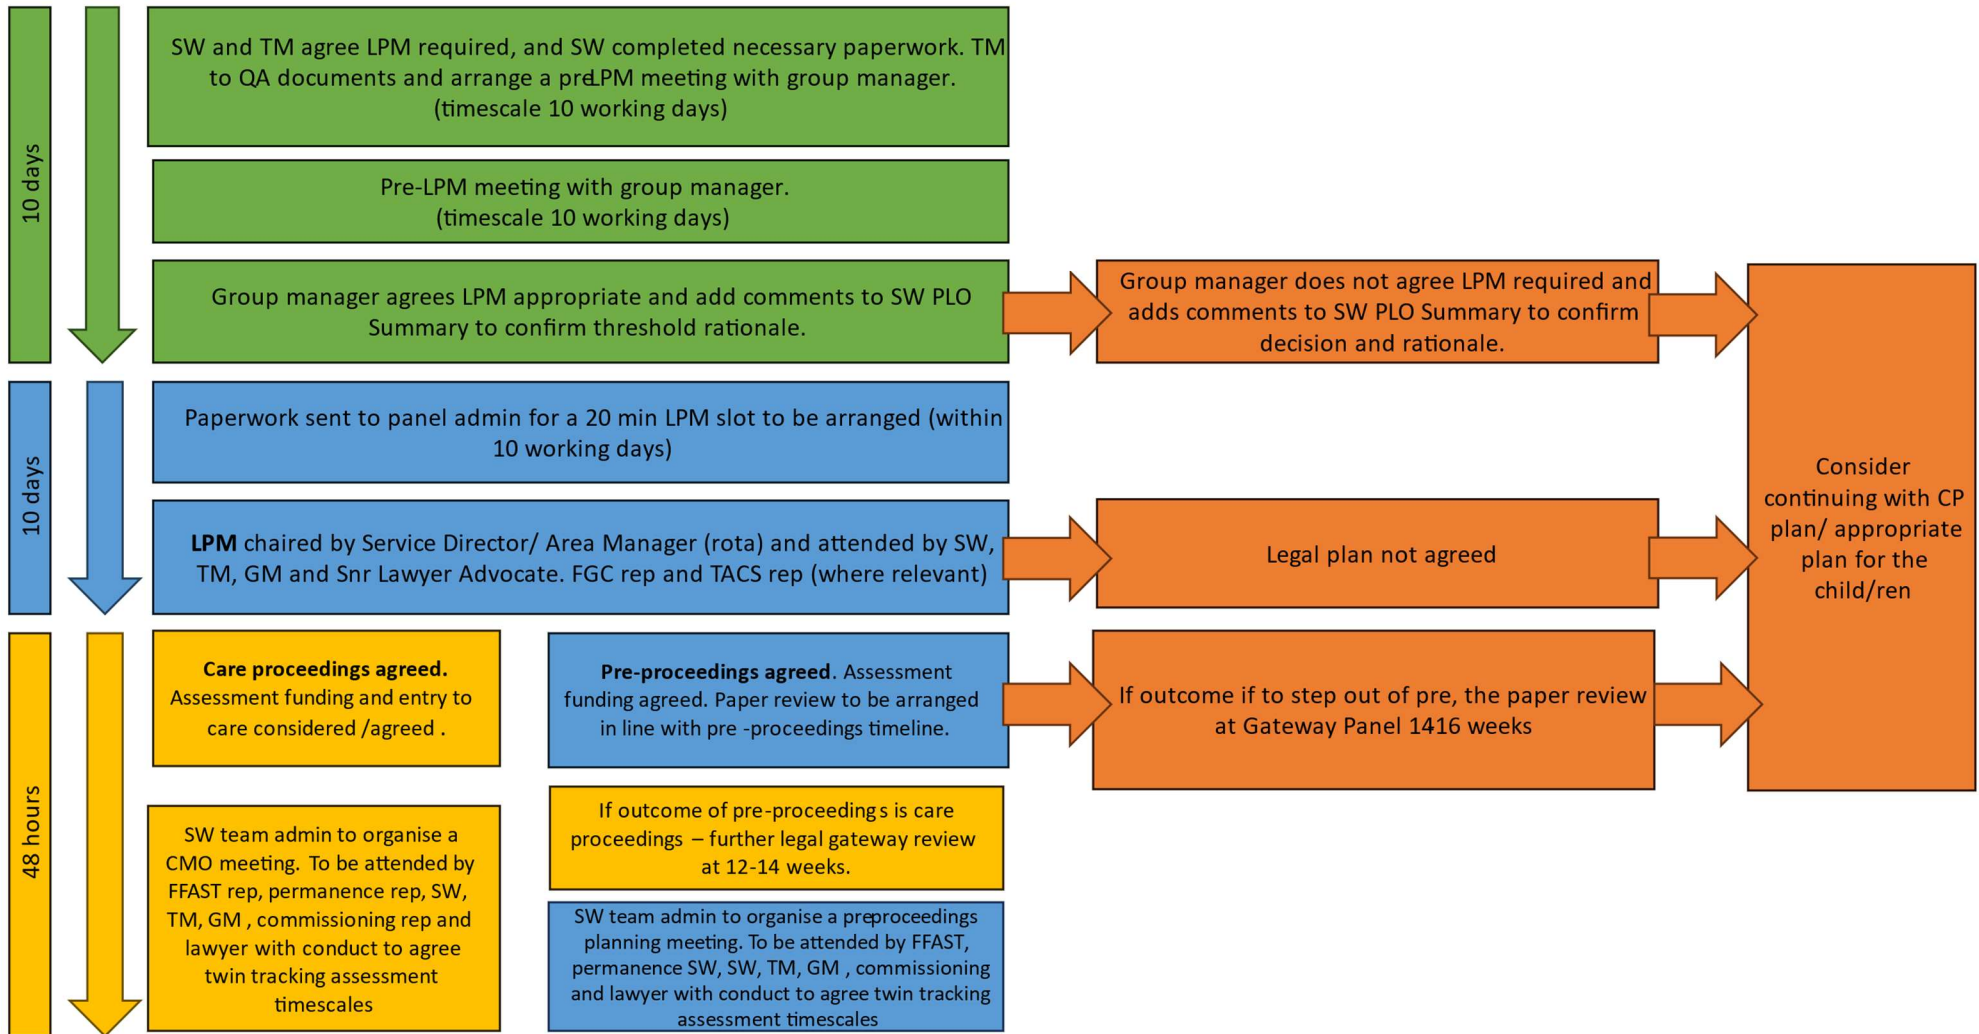 10 days
SW and TM agree LPM required, and SW completed necessary paperwork. TM
to QA documents and arrange a preLPM meeting with group manager.
(timescale 10 working days)
Pre-LPM meeting with group manager.
(timescale 10 working days)
Group manager agrees LPM appropriate and add comments to SW PLO
Summary to confirm threshold rationale.
Group manager does not agree LPM required and
adds comments to SW PLO Summary to confirm
decision and rationale.
10 days
Paperwork sent to panel admin for a 20 min LPM slot to be arranged (within
10 working days)
LPM chaired by Service Director/ Area Manager (rota) and attended by SW,
TM, GM and Snr Lawyer Advocate. FGC rep and TACS rep (where relevant)
Legal plan not agreed
Consider
continuing with CP
plan/ appropriate
plan for the
child/ren
48 hours
Care proceedings agreed.
Assessment funding and entry to
care considered /agreed .
Pre-proceedings agreed. Assessment
funding agreed. Paper review to be arranged
in line with pre -proceedings timeline.
If outcome if to step out of pre, the paper review
at Gateway Panel 1416 weeks
SW team admin to organise a
CMO meeting. To be attended by
FFAST rep, permanence rep, SW,
TM, GM , commissioning rep and
lawyer with conduct to agree
twin tracking assessment
timescales
If outcome of pre-proceeding s is care
proceedings – further legal gateway review
at 12-14 weeks.
SW team admin to organise a preproceedings
planning meeting. To be attended by FFAST,
permanence SW, SW, TM, GM , commissioning
and lawyer with conduct to agree twin tracking
assessment timescales